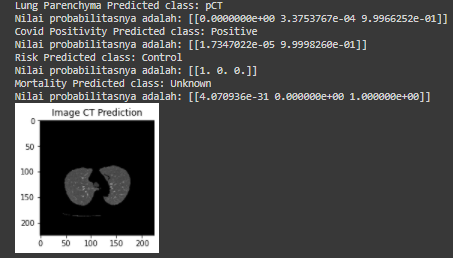 Lung Parenchyma Predicted class: pCT
Nilai probabilitasnya adalah: [[0.0000000e+00 3.3753767e-04 9.9966252e-01]]
Covid Positivity Predicted class: Positive
Nilai probabilitasnya adalah: [[1.7347022e-05 9.9998260e-01]]
Risk Predicted class: Control
Nilai probabilitasnya adalah: [[1. 0. 0.]]
Mortality Predicted class: Unknown
Nilai probabilitasnya adalah: [[4.070936e-31 0.000000e+00 1.000000e+00]]
Image CT Prediction
0
50
100
150
200
0 50 100 150 200